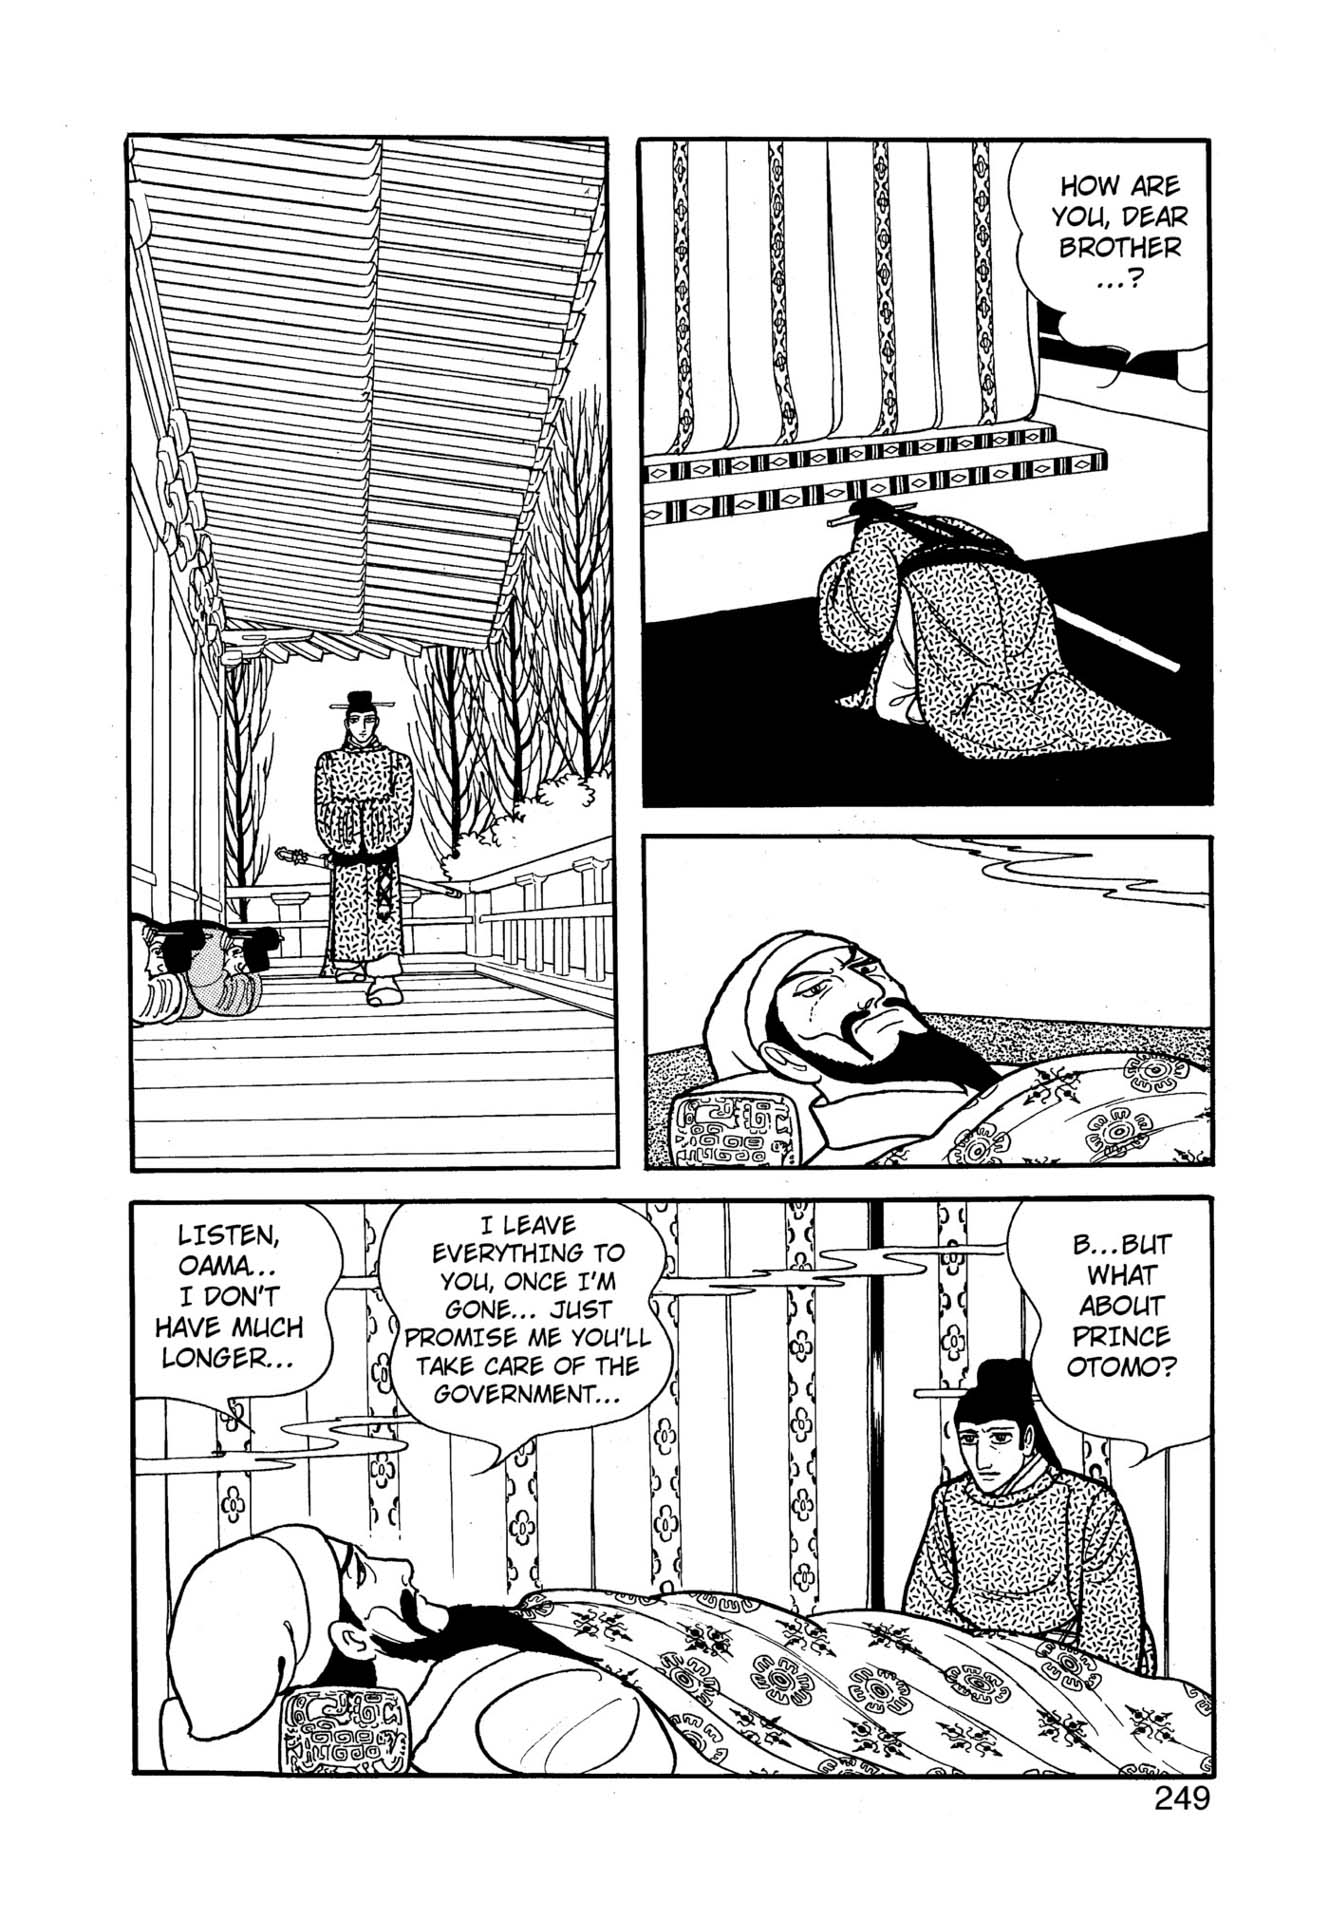 HOW ARE
YOU, DEAR
BROTHER
...?
LISTEN,
OAMA...
I DON'T
HAVE MUCH
LONGER...
I LEAVE
EVERYTHING TO
YOU, ONCE I'M
GONE... JUST
PROMISE ME YOU'LL
TAKE CARE OF THE
GOVERNMENT...
B...BUT
WHAT
ABOUT
PRINCE
OTOMO?
249